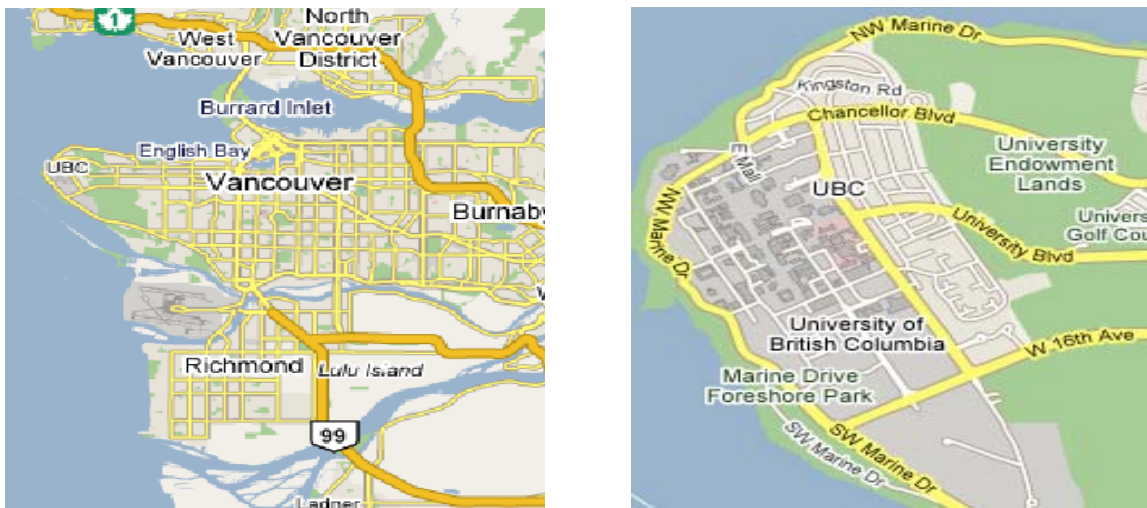 1
West
Vancouver
North
Vancouver
District
Burrard Inlet
English Bay
UBC
Vancouver
Burnaby
Richmond
Lulu Island
99
Ladner
NW Marine Dr
Kingston Rd
Chancellor Blvd
E Mall
University
Endowment
Lands
UBC
NW Marine Dr
University Blvd
Univers
Golf Cou
University of
British Columbia
W 16th Ave
Marine Drive
Foreshore Park
SW Marine Dr
SW Marine Dr